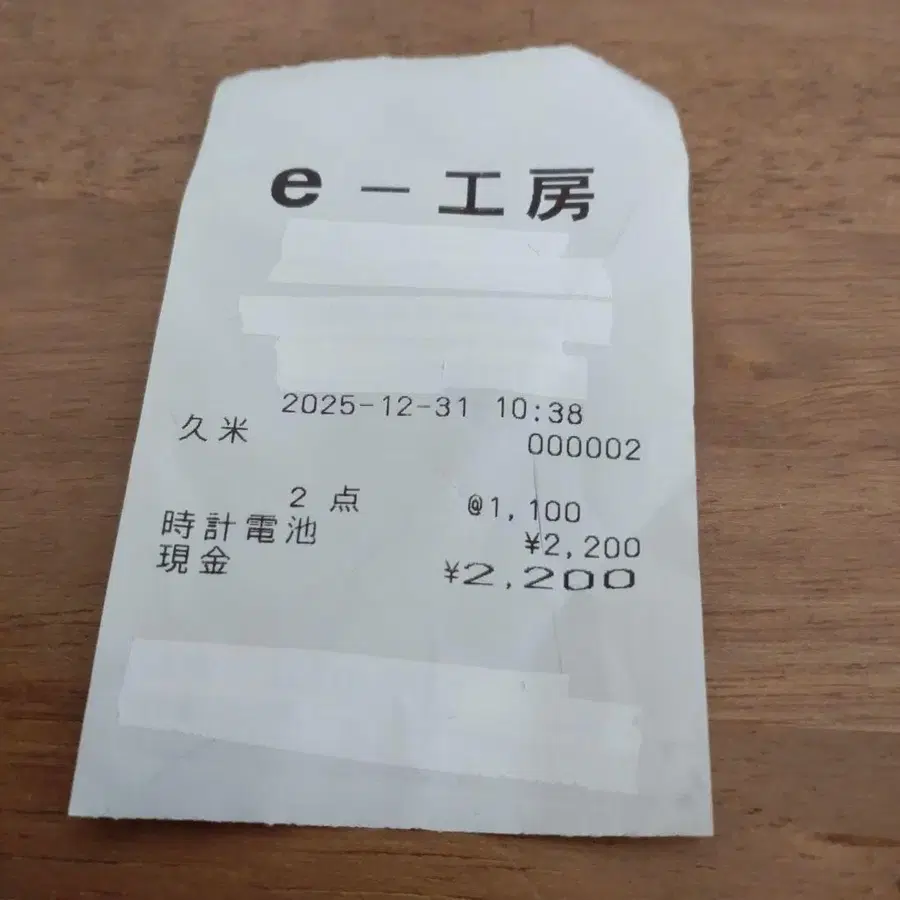 e－工房
2025-12-31 10:38
久米 000002
2点 @1,100
時計電池 ¥2,200
現金 ¥2,200